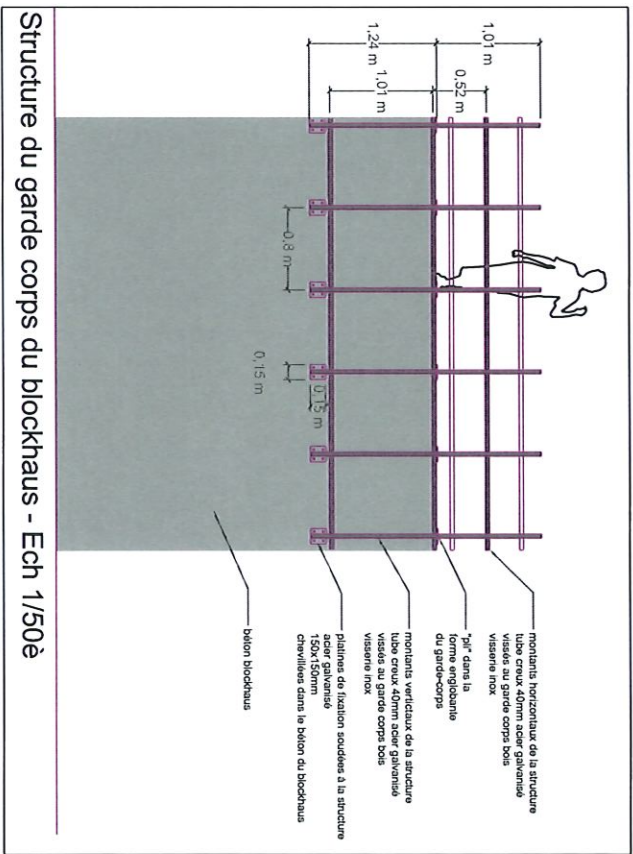 1,01 m
0,52 m
1,24 m
1,01 m
0,8 m
0,15 m
0,15 m
montants horizontaux de la structure
tube creux 40mm acier galvanisé
vissés au garde corps bois
visserie inox
"pli" dans la
forme englobante
du garde-corps
montants vertictaux de la structure
tube creux 40mm acier galvanisé
vissés au garde corps bois
visserie inox
platines de fixation soudées à la structure
acier galvanisé
150x150mm
chevillées dans le béton du blockhaus
béton blockhaus
Structure du garde corps du blockhaus - Ech 1/50è